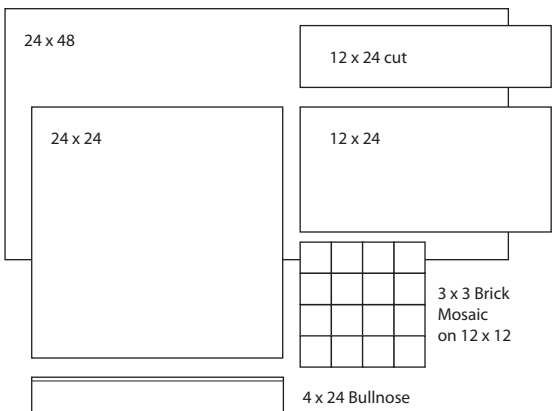 24 x 48
12 x 24 cut
24 x 24
12 x 24
3 x 3 Brick
Mosaic
on 12 x 12
4 x 24 Bullnose